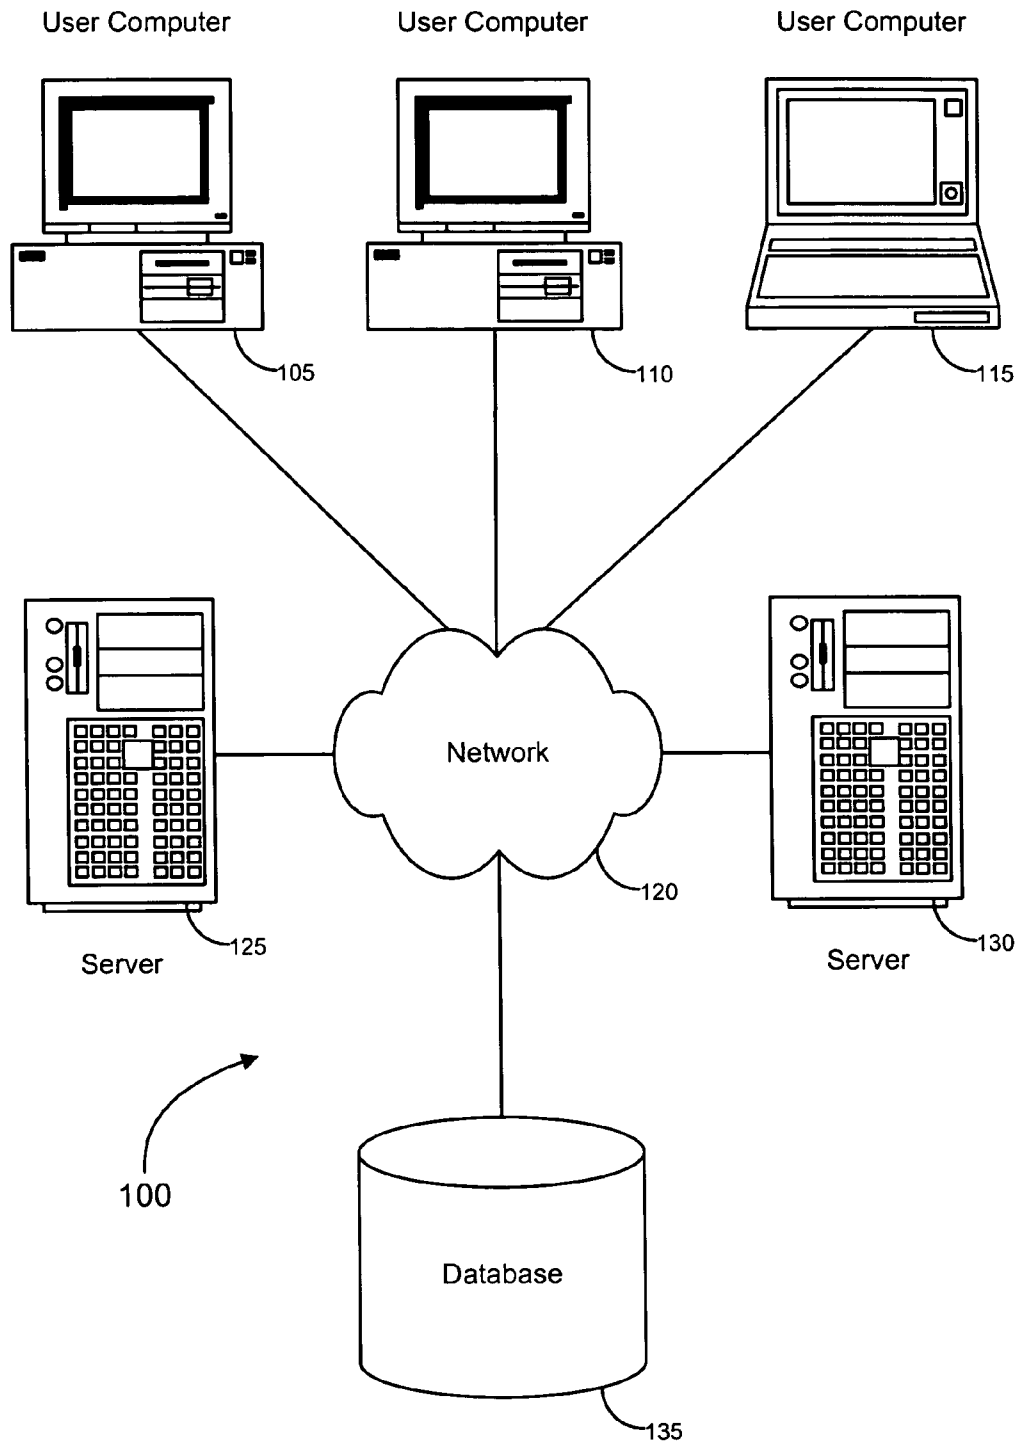 User Computer
User Computer
User Computer
105
110
115
Network
120
125
130
Server
Server
100
Database
135